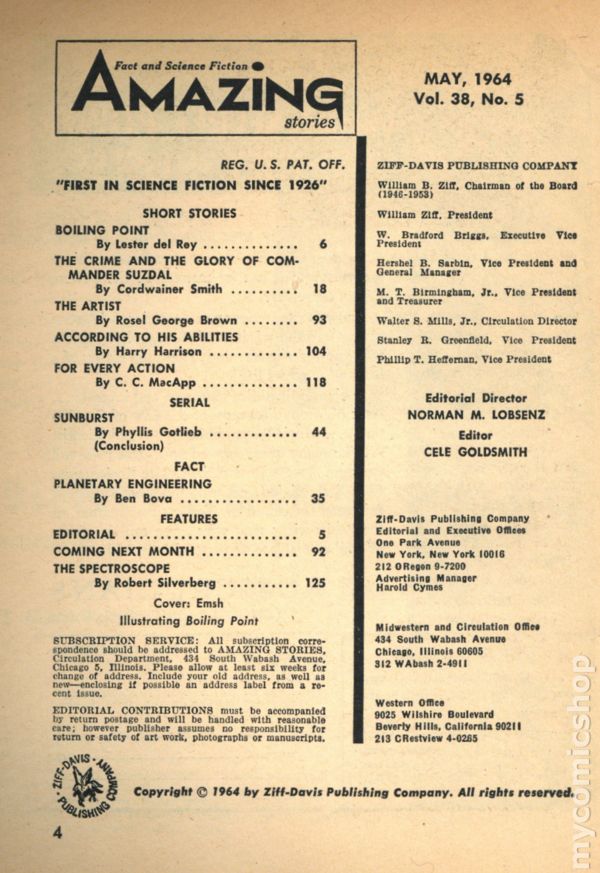 Fact and Science Fiction
AMAZING
stories
REG. U. S. PAT. OFF.
"FIRST IN SCIENCE FICTION SINCE 1926"
SHORT STORIES
BOILING POINT
By Lester del Rey .............. 6
THE CRIME AND THE GLORY OF COM-
MANDER SUZDAL
By Cordwainer Smith .......... 18
THE ARTIST
By Rosel George Brown ........ 93
ACCORDING TO HIS ABILITIES
By Harry Harrison ............. 104
FOR EVERY ACTION
By C. C. MacApp .............. 118
SERIAL
SUNBURST
By Phyllis Gotlieb ............. 44
(Conclusion)
FACT
PLANETARY ENGINEERING
By Ben Bova ................. 35
FEATURES
EDITORIAL ........................ 5
COMING NEXT MONTH ............. 92
THE SPECTROSCOPE
By Robert Silverberg ........... 125
Cover: Emsh
Illustrating Boiling Point
SUBSCRIPTION SERVICE: All subscription corre-
spondence should be addressed to AMAZING STORIES,
Circulation Department, 434 South Wabash Avenue,
Chicago 5, Illinois. Please allow at least six weeks for
change of address. Include your old address, as well as
new—enclosing if possible an address label from a re-
cent issue.
EDITORIAL CONTRIBUTIONS must be accompanied
by return postage and will be handled with reasonable
care; however publisher assumes no responsibility for
return or safety of art work, photographs or manuscripts.
MAY, 1964
Vol. 38, No. 5
ZIFF-DAVIS PUBLISHING COMPANY
William B. Ziff, Chairman of the Board
(1946-1953)
William Ziff, President
W. Bradford Briggs, Executive Vice
President
Hershel B. Sarbin, Vice President and
General Manager
M. T. Birmingham, Jr., Vice President
and Treasurer
Walter S. Mills, Jr., Circulation Director
Stanley R. Greenfield, Vice President
Phillip T. Heffernan, Vice President
Editorial Director
NORMAN M. LOBSENZ
Editor
CELE GOLDSMITH
Ziff-Davis Publishing Company
Editorial and Executive Offices
One Park Avenue
New York, New York 10016
212 ORegon 9-7200
Advertising Manager
Harold Cymes
Midwestern and Circulation Office
434 South Wabash Avenue
Chicago, Illinois 60605
312 WAbash 2-4911
Western Office
9025 Wilshire Boulevard
Beverly Hills, California 90211
213 CRestview 4-0265
ZIFF-DAVIS
PUBLISHING COMPANY
Copyright © 1964 by Ziff-Davis Publishing Company. All rights reserved.
4
mycomicshop